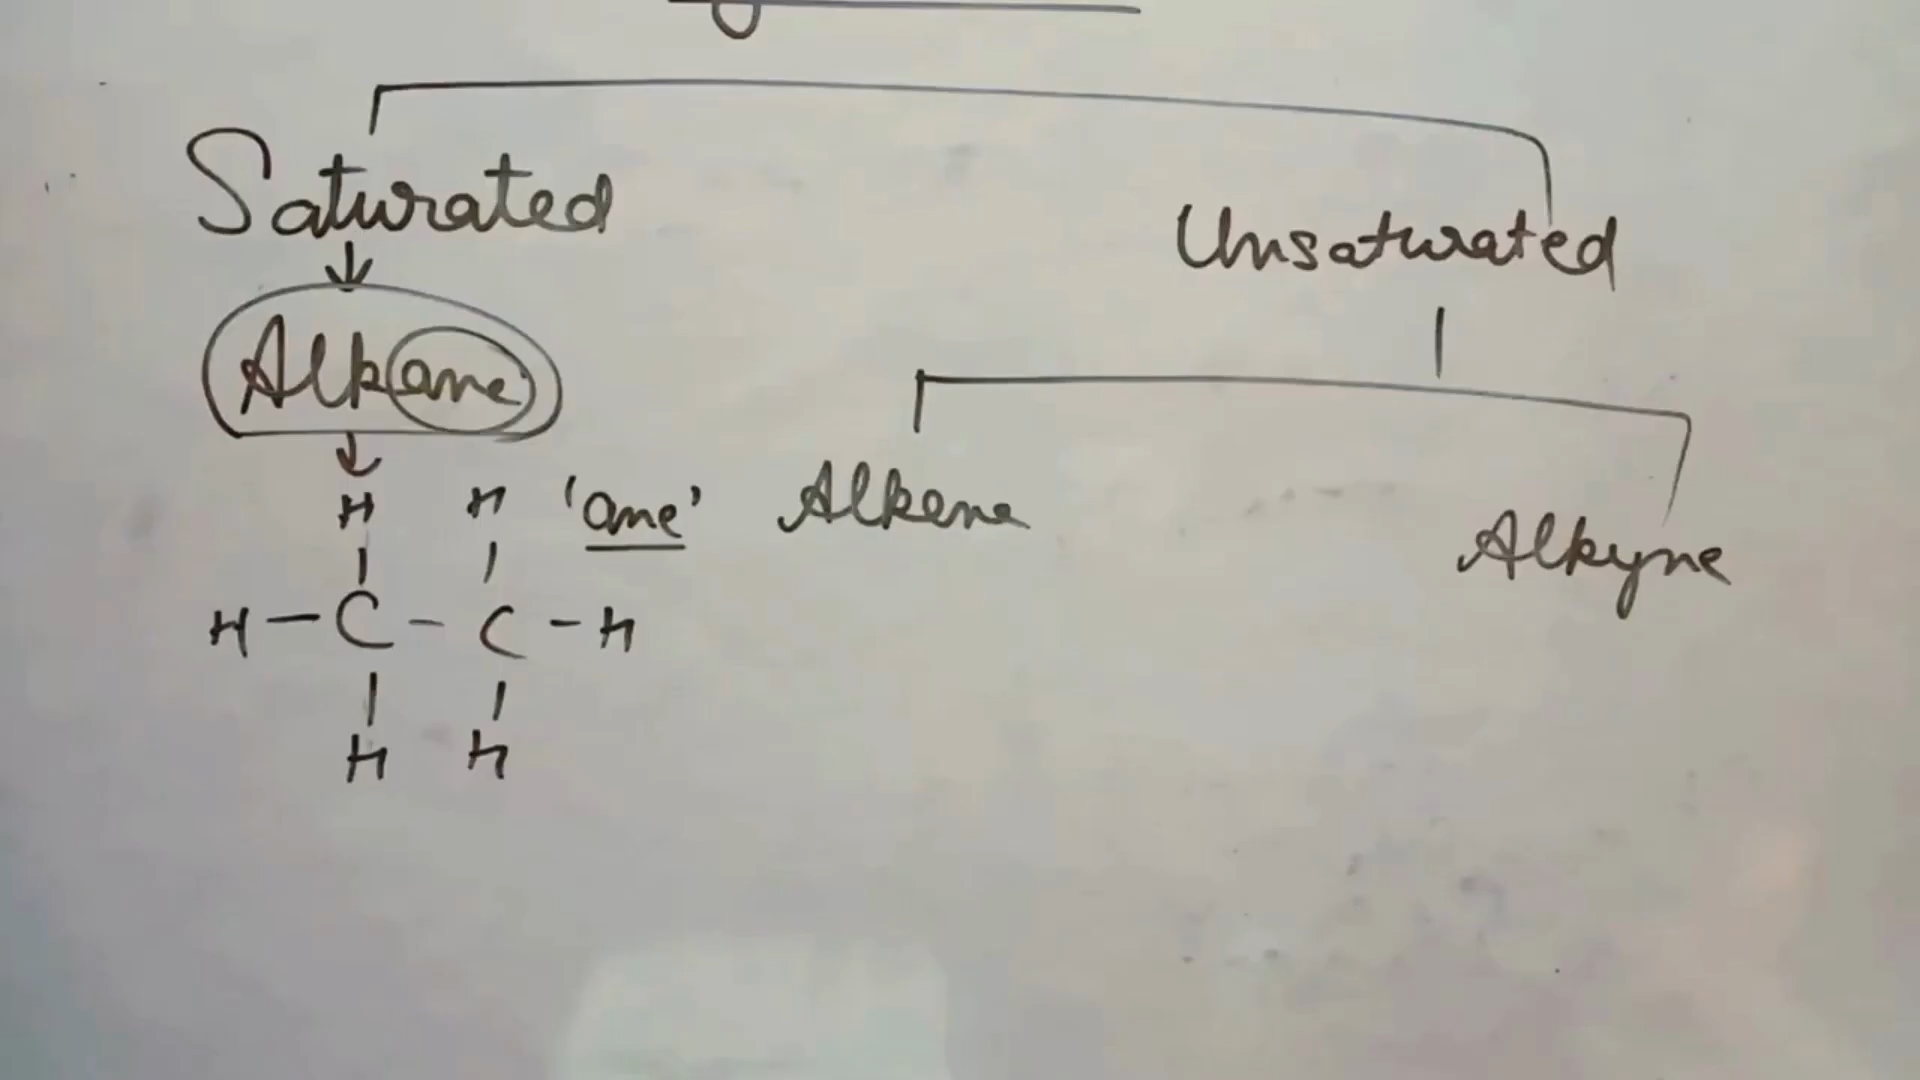 Saturated
Unsaturated
Alkane
Alkene
Alkyne
'ane'
H H
H - C - C - H
H H